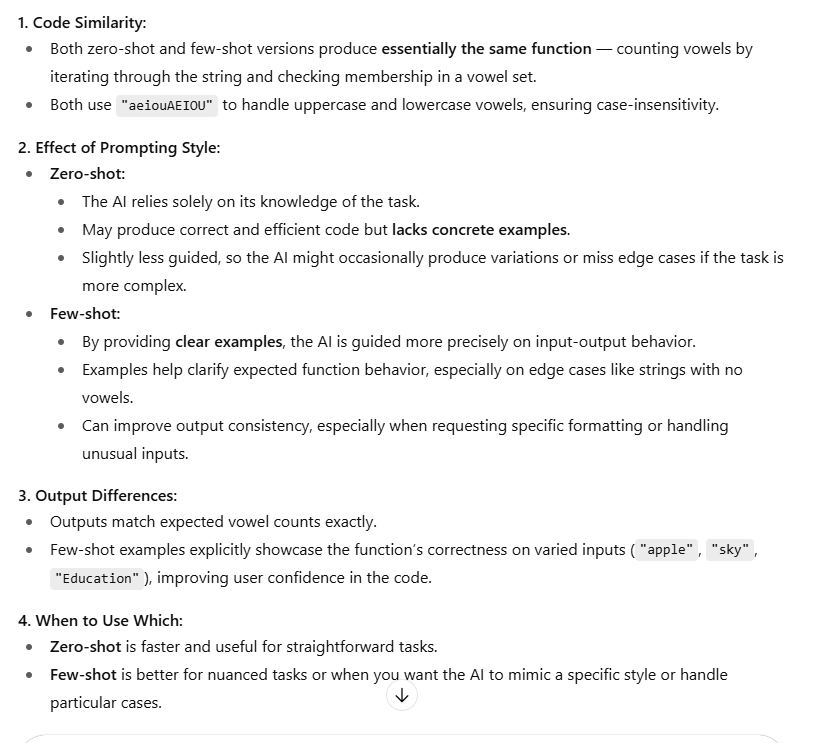 1. Code Similarity:
Both zero-shot and few-shot versions produce essentially the same function — counting vowels by
iterating through the string and checking membership in a vowel set.
Both use "aeiouAEIOU" to handle uppercase and lowercase vowels, ensuring case-insensitivity.
2. Effect of Prompting Style:
Zero-shot:
The AI relies solely on its knowledge of the task.
May produce correct and efficient code but lacks concrete examples.
Slightly less guided, so the AI might occasionally produce variations or miss edge cases if the task is
more complex.
Few-shot:
By providing clear examples, the AI is guided more precisely on input-output behavior.
Examples help clarify expected function behavior, especially on edge cases like strings with no
vowels.
Can improve output consistency, especially when requesting specific formatting or handling
unusual inputs.
3. Output Differences:
Outputs match expected vowel counts exactly.
Few-shot examples explicitly showcase the function's correctness on varied inputs ( "apple" , "sky" ,
"Education" ), improving user confidence in the code.
4. When to Use Which:
Zero-shot is faster and useful for straightforward tasks.
Few-shot is better for nuanced tasks or when you want the AI to mimic a specific style or handle
particular cases.